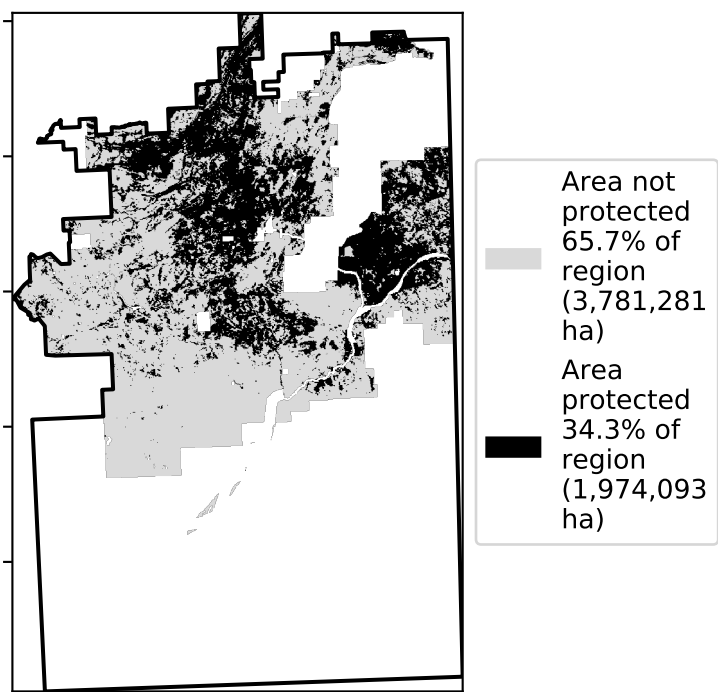 Area not
protected
65.7% of
region
(3,781,281
ha)
Area
protected
34.3% of
region
(1,974,093
ha)